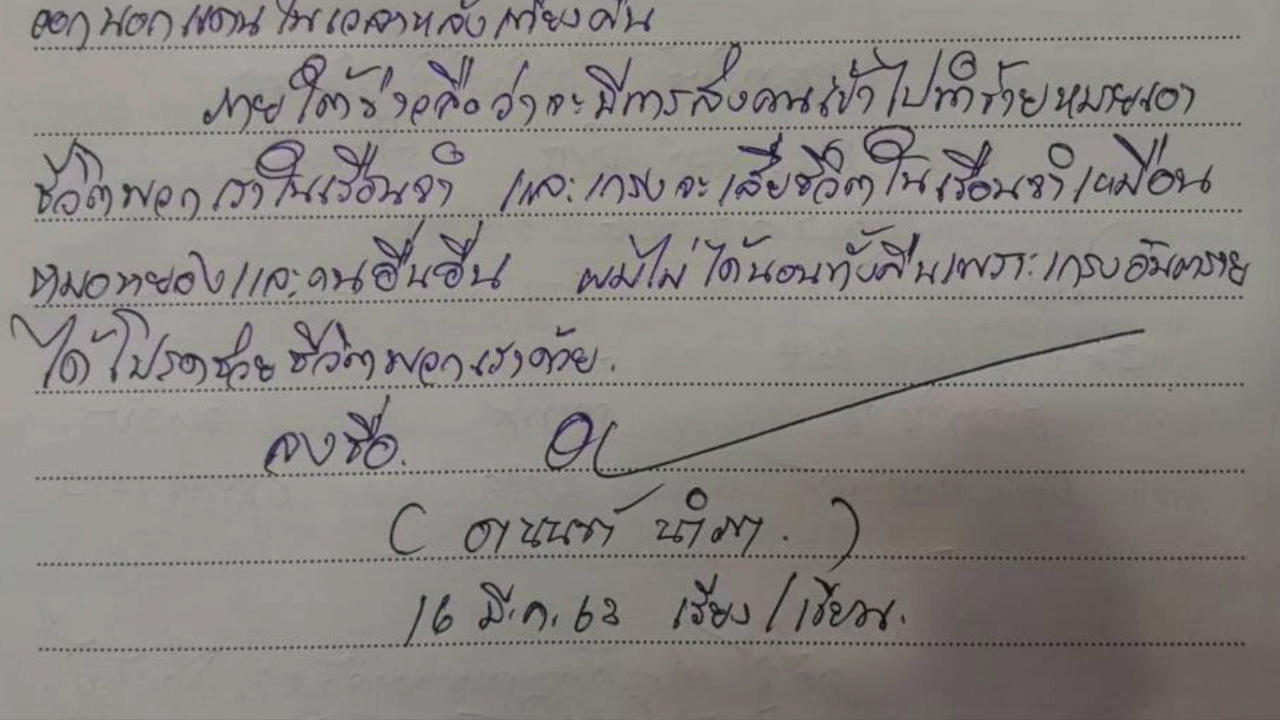 ออกนอกแดนในเวลาหลังเที่ยงคืน
ภายใต้ข่าวลือว่าจะมีการส่งคนเข้าไปทำร้ายหมายเอา
ชีวิตพวกเราในเรือนจำ และเกรงจะเสียชีวิตในเรือนจำเหมือน
หมอหยองและคนอื่นอื่น ผมไม่ได้นอนทั้งคืนเพราะเกรงอันตราย
ได้โปรดช่วยชีวิตพวกเราด้วย.
ลงชื่อ.
(อานนท์ นำภา.)
16 มี.ค. เรียง/เขียน.